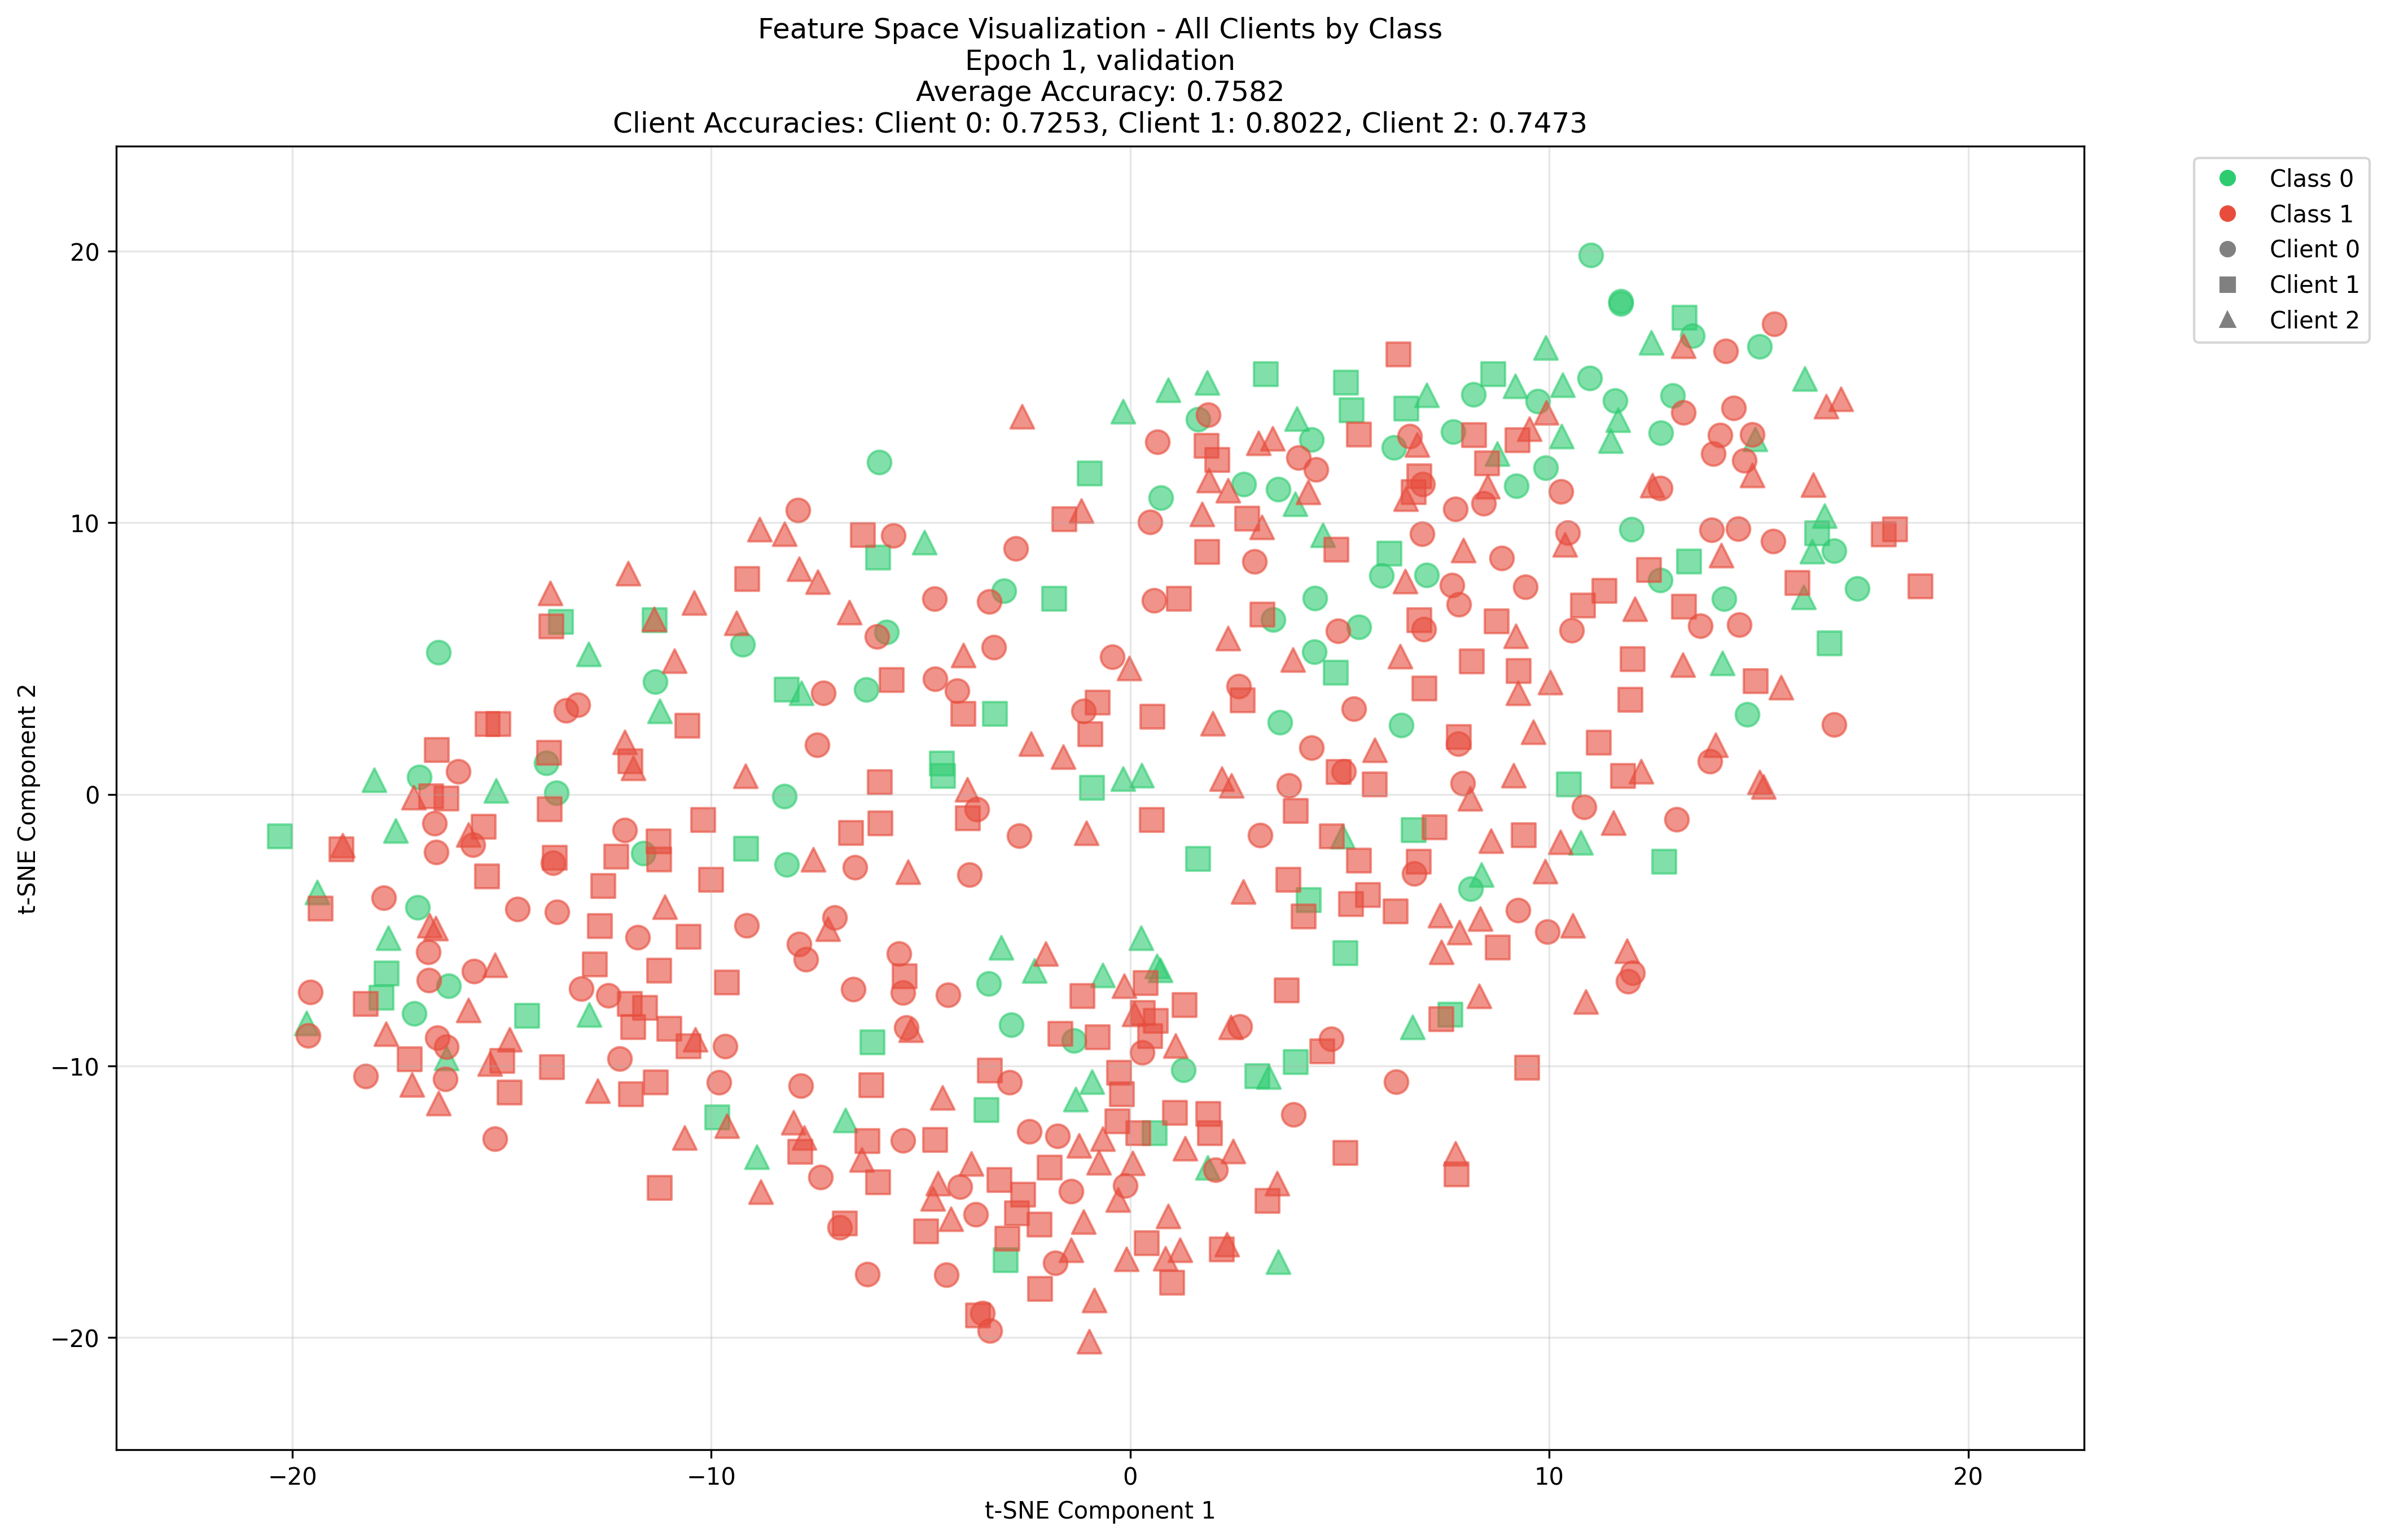 Feature Space Visualization - All Clients by Class
Epoch 1, validation
Average Accuracy: 0.7582
Client Accuracies: Client 0: 0.7253, Client 1: 0.8022, Client 2: 0.7473
Class 0
Class 1
Client 0
Client 1
Client 2
t-SNE Component 2
20
10
0
−10
−20
−20
−10
0
10
20
t-SNE Component 1